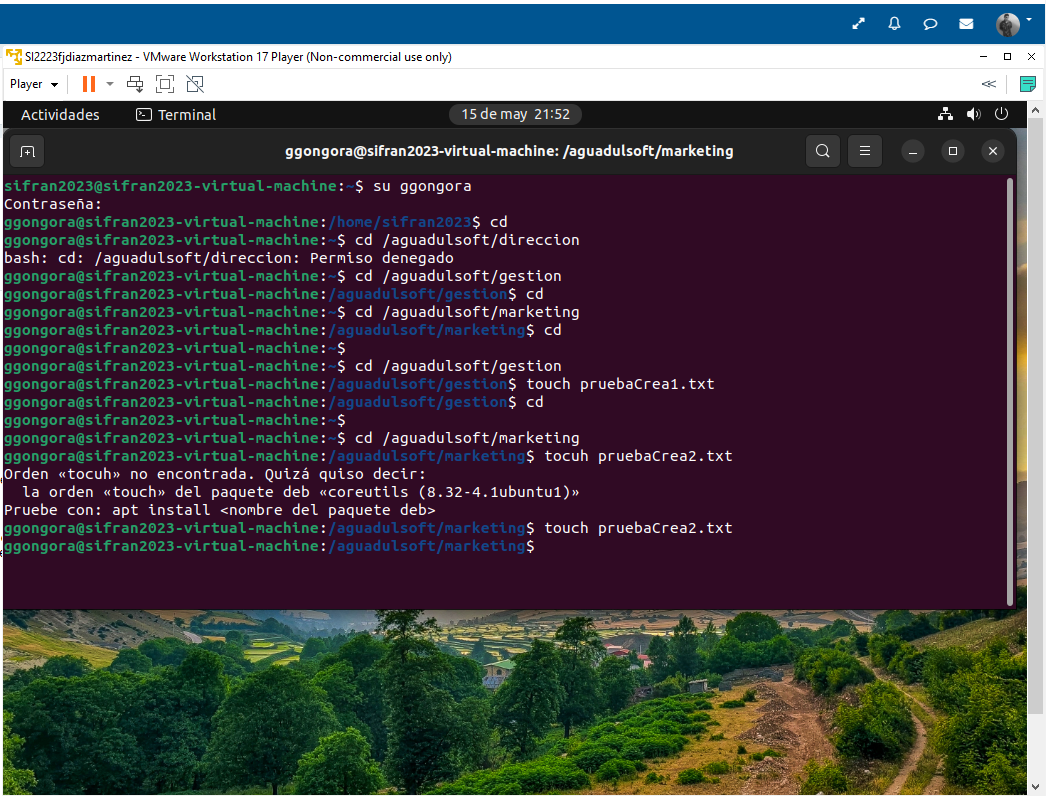 SI2223fjdiazmartinez - VMware Workstation 17 Player (Non-commercial use only)
Player
Actividades Terminal 15 de may 21:52
ggongora@sifran2023-virtual-machine: /aguadulsoft/marketing
sifran2023@sifran2023-virtual-machine:~$ su ggongora
Contraseña:
ggongora@sifran2023-virtual-machine:/home/sifran2023$ cd
ggongora@sifran2023-virtual-machine:~$ cd /aguadulsoft/direccion
bash: cd: /aguadulsoft/direccion: Permiso denegado
ggongora@sifran2023-virtual-machine:~$ cd /aguadulsoft/gestion
ggongora@sifran2023-virtual-machine:/aguadulsoft/gestion$ cd
ggongora@sifran2023-virtual-machine:~$ cd /aguadulsoft/marketing
ggongora@sifran2023-virtual-machine:/aguadulsoft/marketing$ cd
ggongora@sifran2023-virtual-machine:~$
ggongora@sifran2023-virtual-machine:~$ cd /aguadulsoft/gestion
ggongora@sifran2023-virtual-machine:/aguadulsoft/gestion$ touch pruebaCrea1.txt
ggongora@sifran2023-virtual-machine:/aguadulsoft/gestion$ cd
ggongora@sifran2023-virtual-machine:~$
ggongora@sifran2023-virtual-machine:~$ cd /aguadulsoft/marketing
ggongora@sifran2023-virtual-machine:/aguadulsoft/marketing$ tocuh pruebaCrea2.txt
Orden «tocuh» no encontrada. Quizá quiso decir:
la orden «touch» del paquete deb «coreutils (8.32-4.1ubuntu1)»
Pruebe con: apt install <nombre del paquete deb>
ggongora@sifran2023-virtual-machine:/aguadulsoft/marketing$ touch pruebaCrea2.txt
ggongora@sifran2023-virtual-machine:/aguadulsoft/marketing$